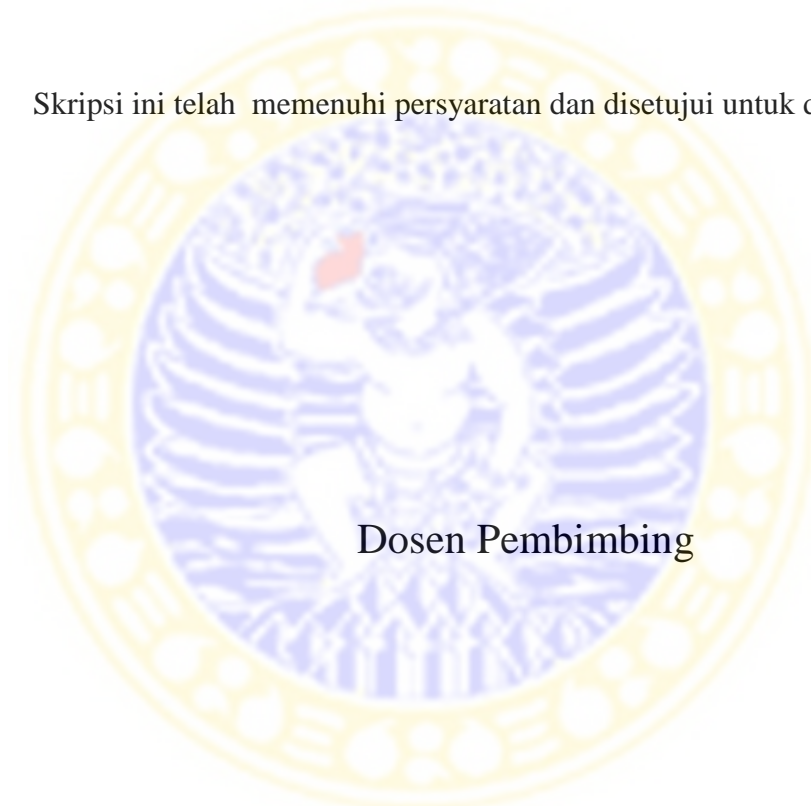 Skripsi ini telah memenuhi persyaratan dan disetujui untuk
Dosen Pembimbing